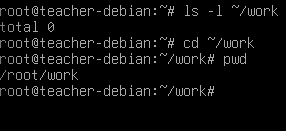 root@teacher-debian:~# ls -l ~/work
total 0
root@teacher-debian:~# cd ~/work
root@teacher-debian:~/work# pwd
/root/work
root@teacher-debian:~/work#